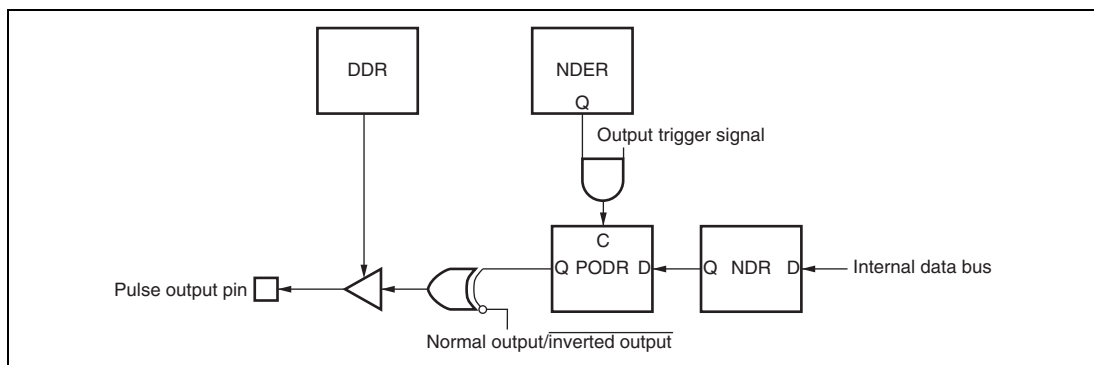 DDR
NDER
Q
Output trigger signal
C
Q PODR D
Q NDR D
Internal data bus
Pulse output pin
Normal output/inverted output